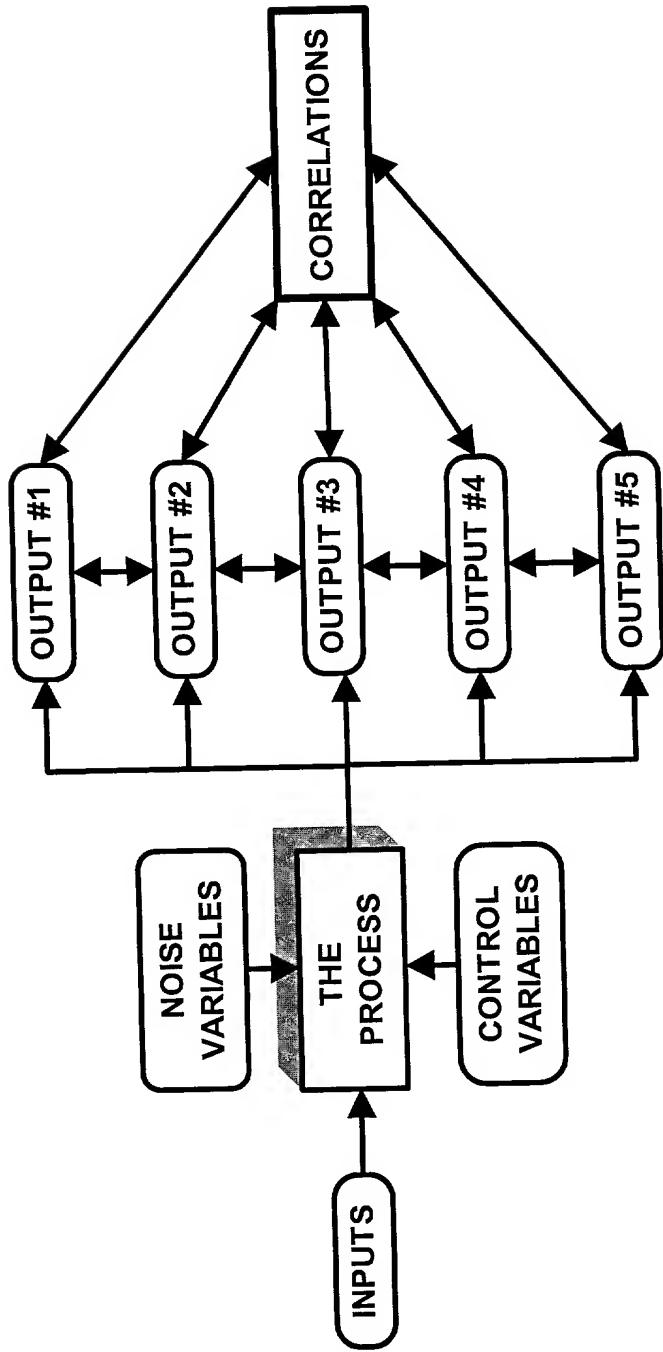 INPUTS
NOISE
VARIABLES
THE
PROCESS
CONTROL
VARIABLES
OUTPUT #1
OUTPUT #2
OUTPUT #3
OUTPUT #4
OUTPUT #5
CORRELATIONS